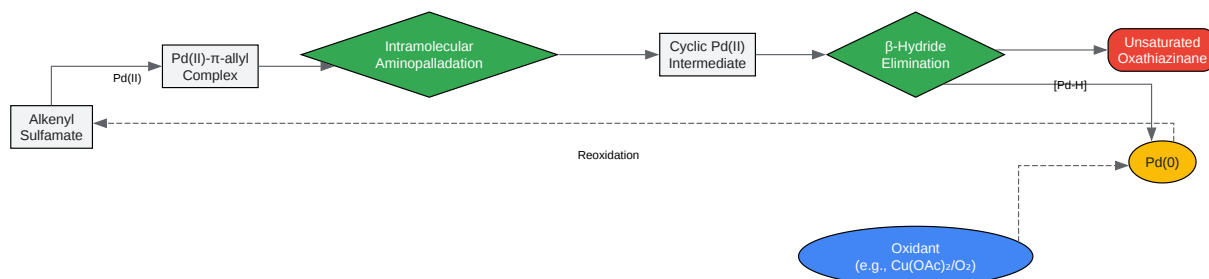 Pd(II)-π-allyl
Complex
Intramolecular
Aminopalladation
Cyclic Pd(II)
Intermediate
β-Hydride
Elimination
Unsaturated
Oxathiazinane
Pd(II)
[Pd-H]
Alkenyl
Sulfamate
Reoxidation
Pd(0)
Oxidant
(e.g., Cu(OAc)₂/O₂)